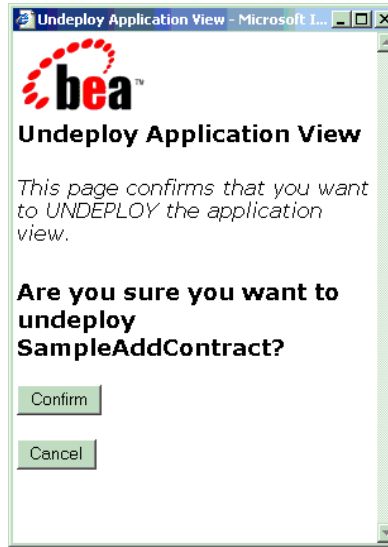 Undeploy Application View - Microsoft I...
bea™
Undeploy Application View
This page confirms that you want
to UNDEPLOY the application
view.
Are you sure you want to
undeploy
SampleAddContract?
Confirm
Cancel